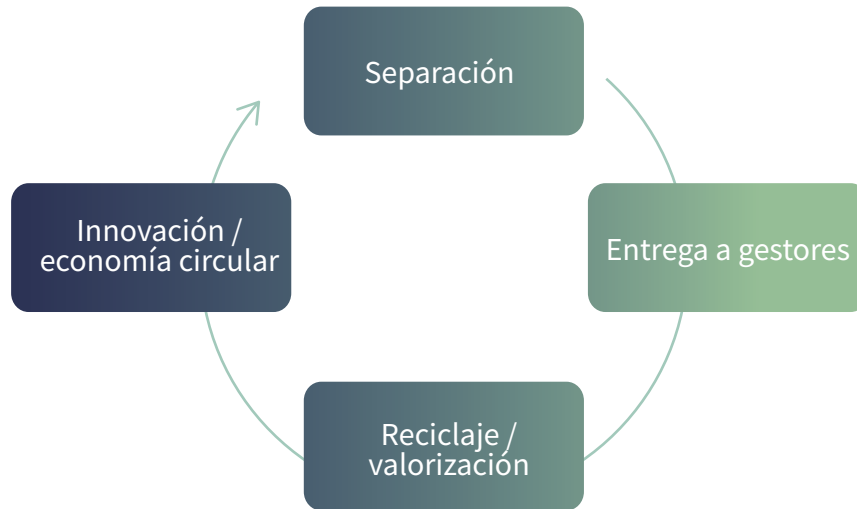 Separación
Entrega a gestores
Reciclaje /
valorización
Innovación /
economía circular